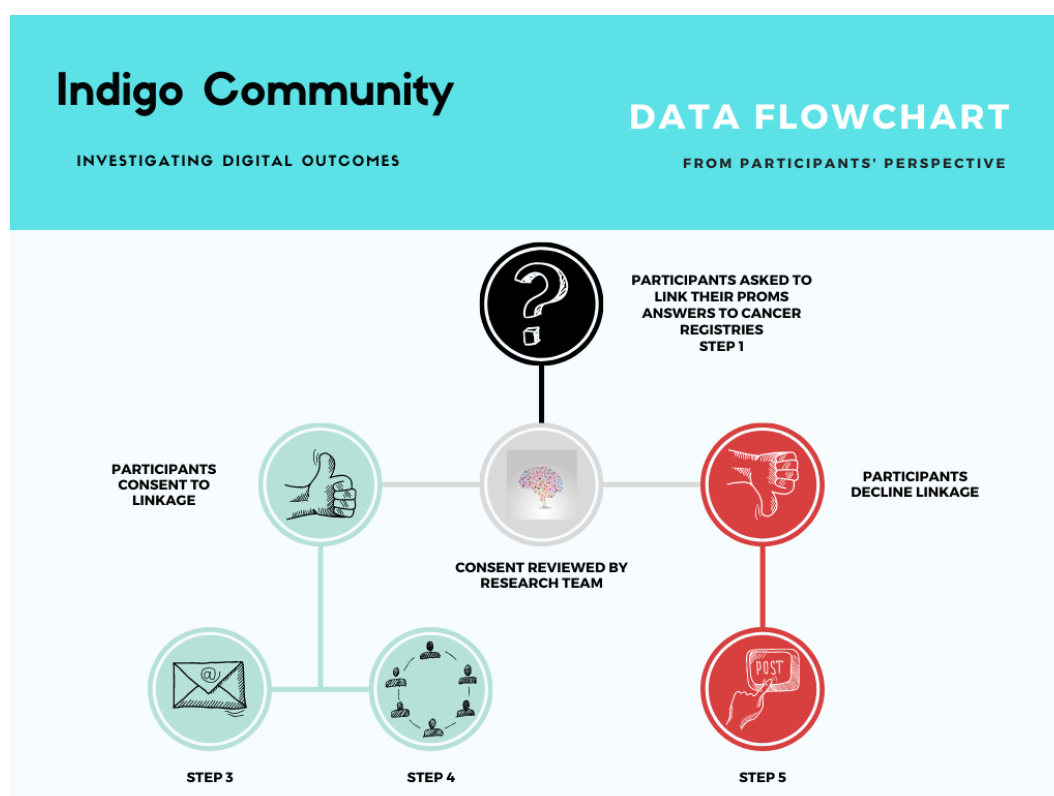 Indigo Community
INVESTIGATING DIGITAL OUTCOMES
DATA FLOWCHART
FROM PARTICIPANTS' PERSPECTIVE
PARTICIPANTS ASKED TO
LINK THEIR PROMS
ANSWERS TO CANCER
REGISTRIES
STEP 1
PARTICIPANTS
CONSENT TO
LINKAGE
CONSENT REVIEWED BY
RESEARCH TEAM
PARTICIPANTS
DECLINE LINKAGE
@
POST
STEP 3
STEP 4
STEP 5